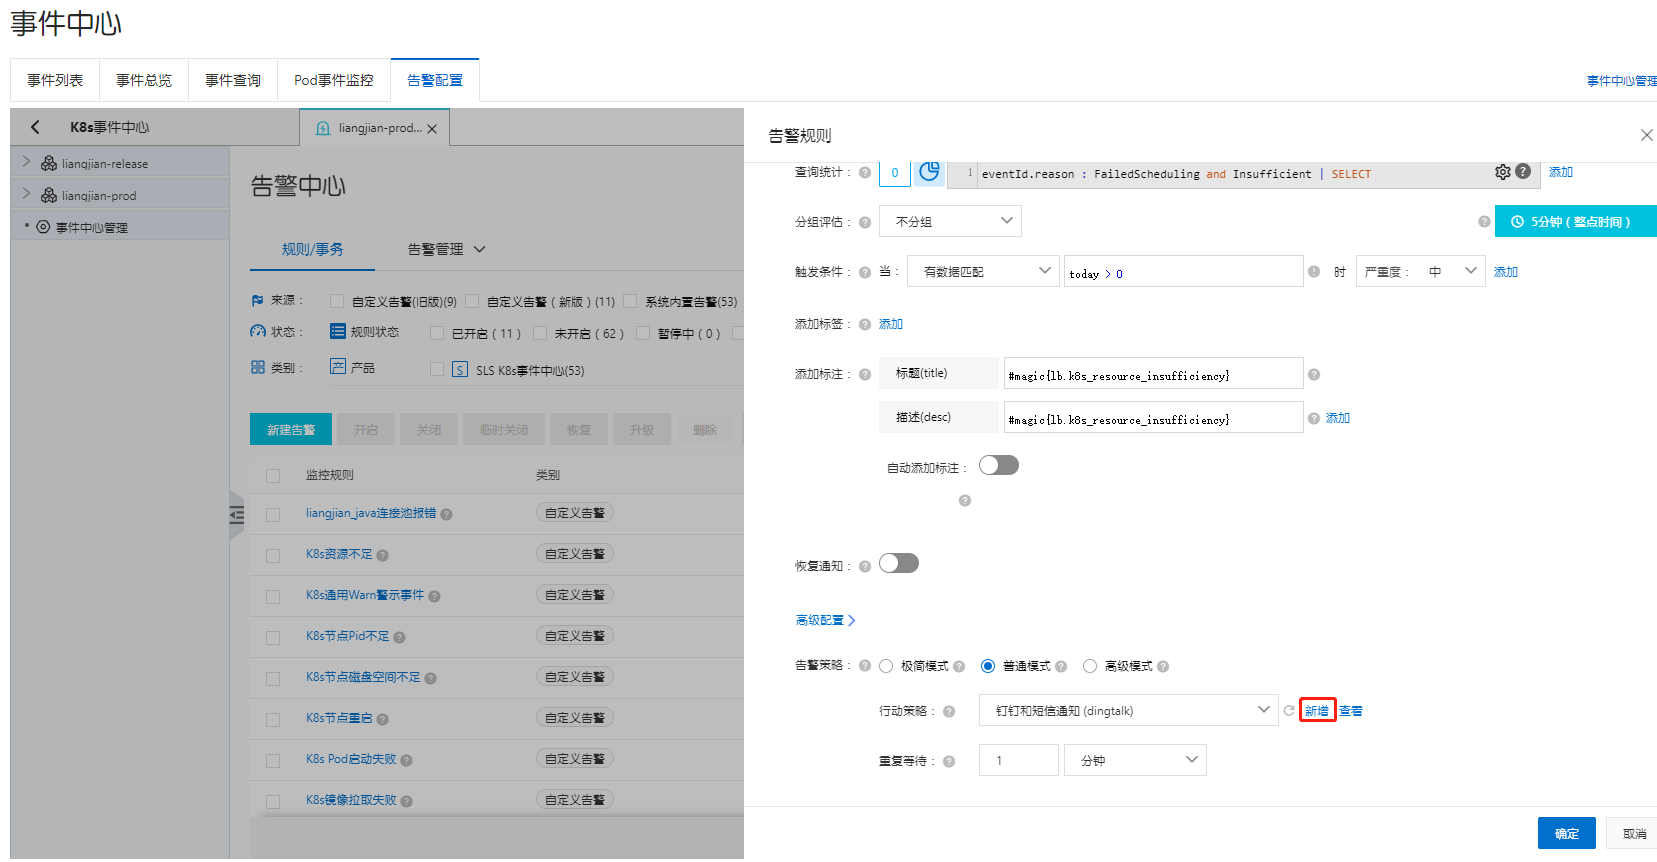 事件中心
事件列表 事件总览 事件查询 Pod事件监控 告警配置 事件中心管理
K8s事件中心 liangjian-prod...
liangjian-release
liangjian-prod
事件中心管理
告警中心
规则/事务 告警管理
来源： 自定义告警(旧版)(9) 自定义告警（新版）(11) 系统内置告警(53)
状态： 规则状态 已开启（11） 未开启（62） 暂停中（0）
类别： 产品 S SLS K8s事件中心(53)
新建告警 开启 关闭 临时关闭 恢复 升级 删除
监控规则 类别
liangjian_java连接池报错 自定义告警
K8s资源不足 自定义告警
K8s通用Warn警示事件 自定义告警
K8s节点Pid不足 自定义告警
K8s节点磁盘空间不足 自定义告警
K8s节点重启 自定义告警
K8s Pod启动失败 自定义告警
K8s镜像拉取失败 自定义告警
告警规则
查询统计： 0 1 eventId.reason : FailedScheduling and Insufficient | SELECT 添加
分组评估： 不分组 5分钟（整点时间）
触发条件： 当： 有数据匹配 today > 0 时 严重度： 中 添加
添加标签： 添加
添加标注： 标题(title) #magic{lb.k8s_resource_insufficiency}
描述(desc) #magic{lb.k8s_resource_insufficiency} 添加
自动添加标注：
恢复通知：
高级配置
告警策略： 极简模式 普通模式 高级模式
行动策略： 钉钉和短信通知 (dingtalk) 新增 查看
重复等待： 1 分钟
确定 取消